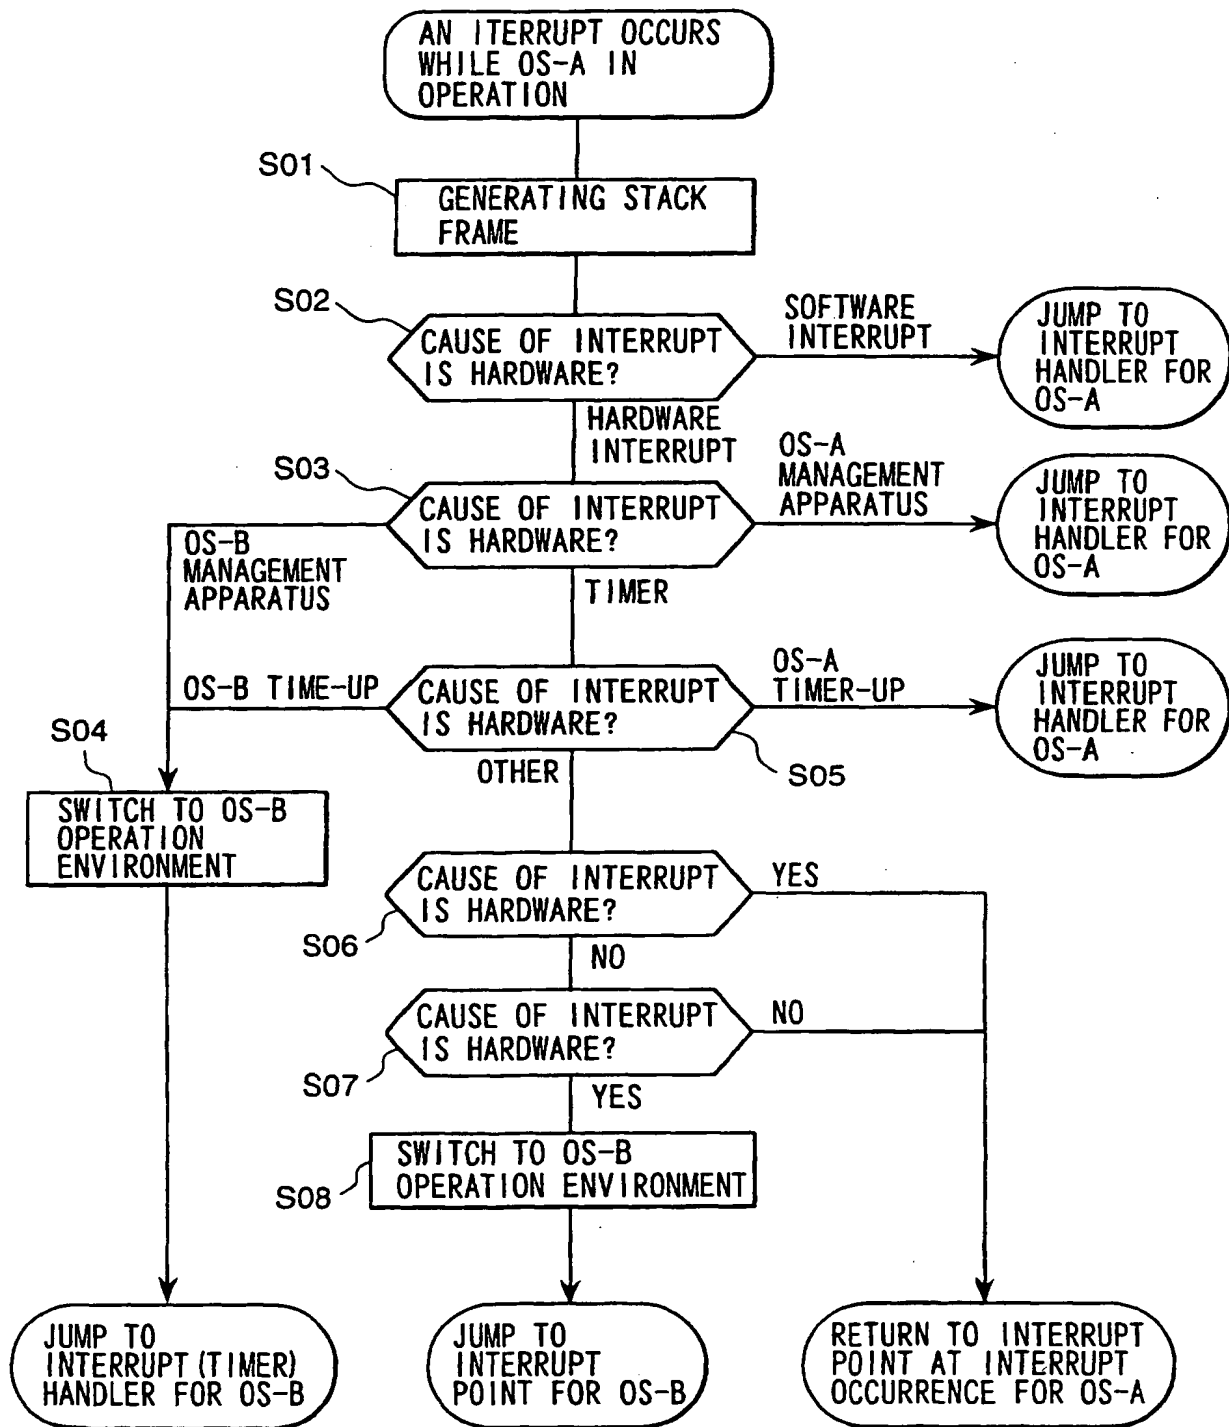 AN ITERRUPT OCCURS
WHILE OS-A IN
OPERATION
S01
GENERATING STACK
FRAME
S02
CAUSE OF INTERRUPT
IS HARDWARE?
SOFTWARE
INTERRUPT
JUMP TO
INTERRUPT
HANDLER FOR
OS-A
HARDWARE
INTERRUPT
S03
CAUSE OF INTERRUPT
IS HARDWARE?
OS-A
MANAGEMENT
APPARATUS
JUMP TO
INTERRUPT
HANDLER FOR
OS-A
OS-B
MANAGEMENT
APPARATUS
TIMER
OS-B TIME-UP
CAUSE OF INTERRUPT
IS HARDWARE?
S05
OS-A
TIMER-UP
JUMP TO
INTERRUPT
HANDLER FOR
OS-A
OTHER
S04
SWITCH TO OS-B
OPERATION
ENVIRONMENT
CAUSE OF INTERRUPT
IS HARDWARE?
S06
YES
NO
CAUSE OF INTERRUPT
IS HARDWARE?
S07
NO
YES
SWITCH TO OS-B
OPERATION ENVIRONMENT
S08
JUMP TO
INTERRUPT (TIMER)
HANDLER FOR OS-B
JUMP TO
INTERRUPT
POINT FOR OS-B
RETURN TO INTERRUPT
POINT AT INTERRUPT
OCCURRENCE FOR OS-A